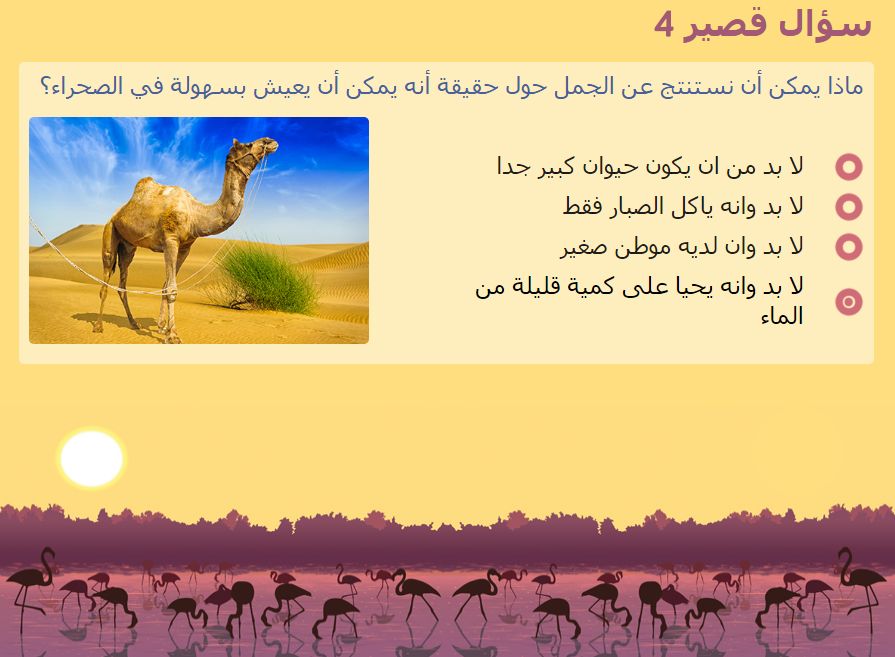 سؤال قصير 4
ماذا يمكن أن نستنتج عن الجمل حول حقيقة أنه يمكن أن يعيش بسهولة في الصحراء؟
لا بد من ان يكون حيوان كبير جدا
لا بد وانه ياكل الصبار فقط
لا بد وان لديه موطن صغير
لا بد وانه يحيا على كمية قليلة من
الماء